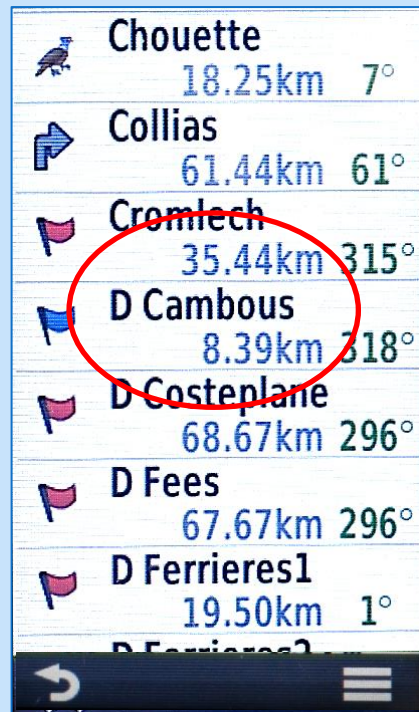 Chouette
18.25km 7°
Collias
61.44km 61°
Cromlech
35.44km 315°
D Cambous
8.39km 318°
D Costeplane
68.67km 296°
D Fees
67.67km 296°
D Ferrieres1
19.50km 1°
D Ferrieres2